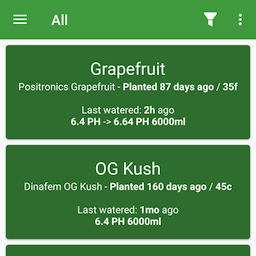 All
Grapefruit
Positronics Grapefruit - Planted 87 days ago / 35f
Last watered: 2h ago
6.4 PH -> 6.64 PH 6000ml
OG Kush
Dinafem OG Kush - Planted 160 days ago / 45c
Last watered: 1mo ago
6.4 PH 6000ml